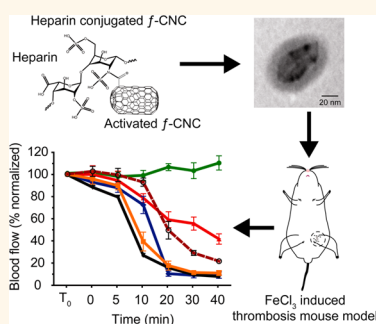 Heparin conjugated ƒ-CNC
Heparin
Activated ƒ-CNC
20 nm
Blood flow (% normalized)
120
100
80
60
40
20
0
T₀ 0 5 10 20 30 40
Time (min)
FeCl₃ induced
thrombosis mouse model